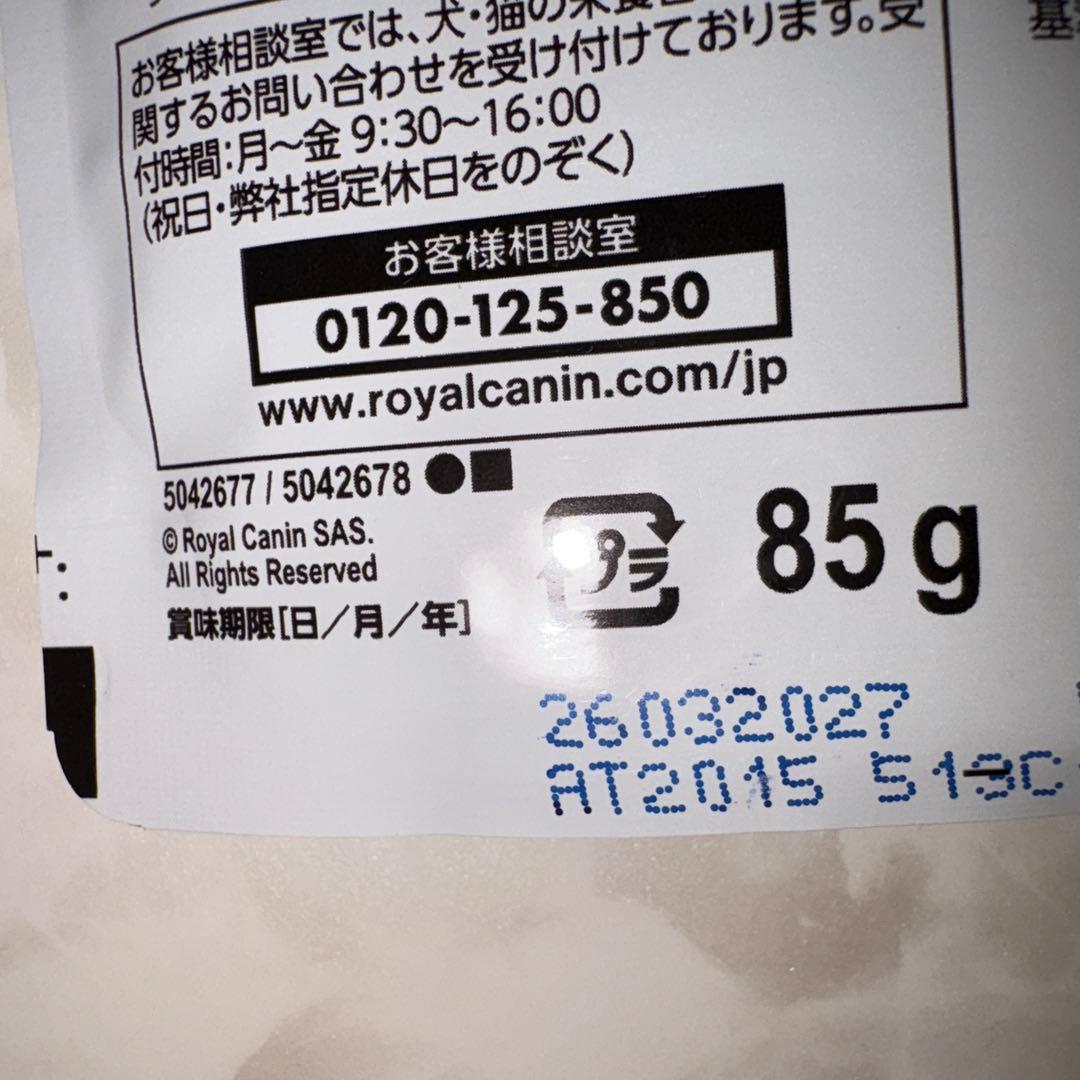 お客様相談室では、犬・猫の栄養
関するお問い合わせを受け付けております。受
付時間：月～金 9:30～16:00
(祝日・弊社指定休日をのぞく)
お客様相談室
0120-125-850
www.royalcanin.com/jp
5042677 / 5042678
© Royal Canin SAS.
All Rights Reserved
賞味期限[日／月／年]
プラ
85 g
26032027
AT2015
基